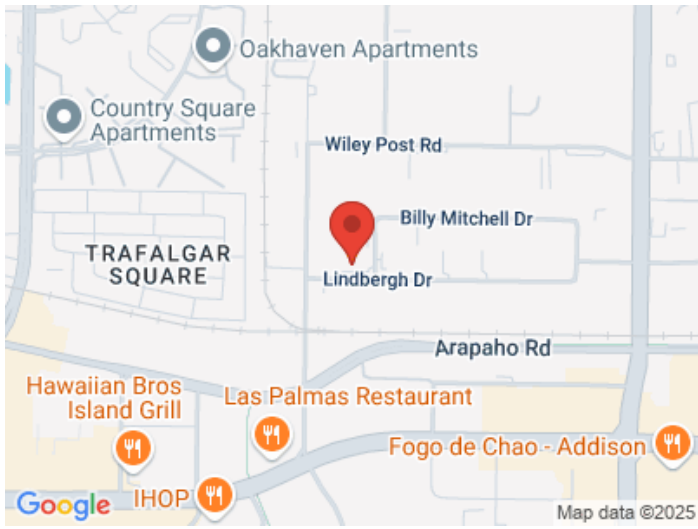 Oakhaven Apartments
Country Square
Apartments
Wiley Post Rd
Billy Mitchell Dr
TRAFALGAR
SQUARE
Lindbergh Dr
Arapaho Rd
Hawaiian Bros
Island Grill
Las Palmas Restaurant
Fogo de Chao - Addison
IHOP
Google
Map data ©2025